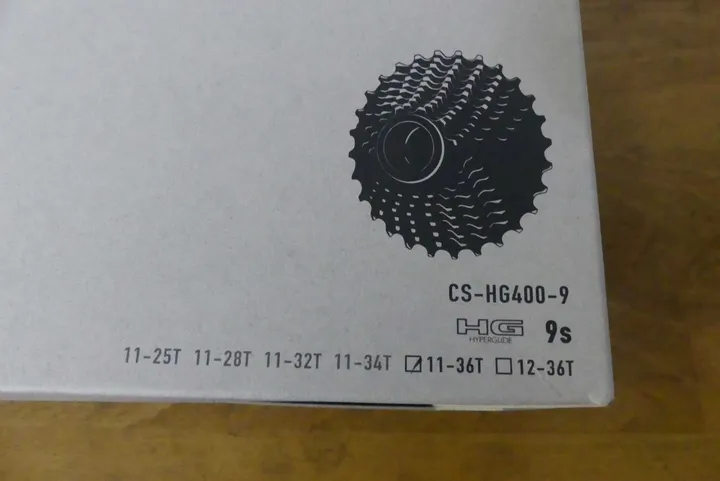 CS-HG400-9
HG 9s
HYPERGLIDE
11-25T 11-28T 11-32T 11-34T ☑11-36T ☐12-36T